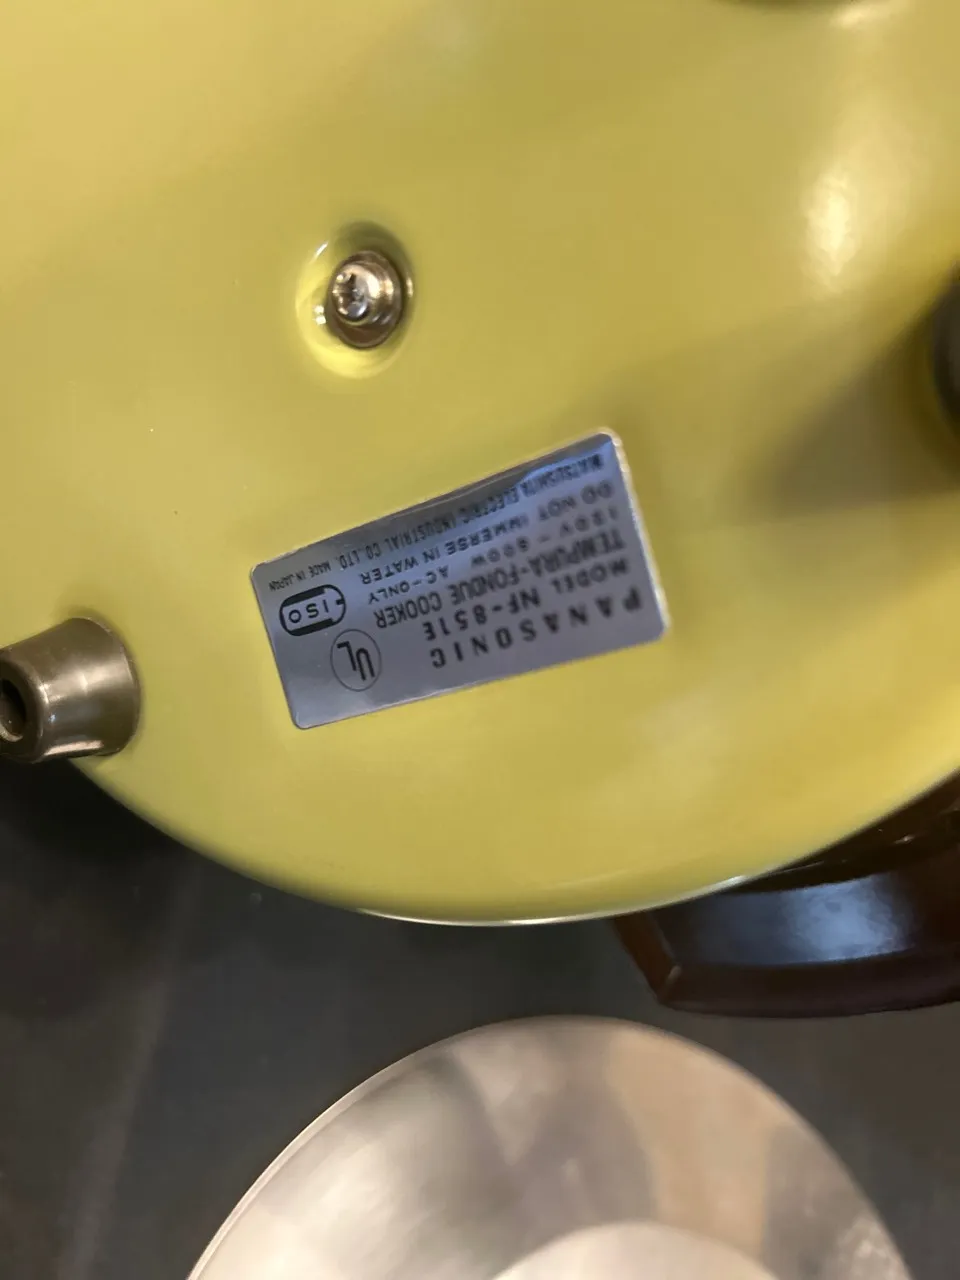 PANASONIC
MODEL NF-851E
TEMPURA-FONDUE COOKER
120V - 800W AC-ONLY
DO NOT IMMERSE IN WATER
MATSUSHITA ELECTRIC INDUSTRIAL CO.,LTD. MADE IN JAPAN
UL
ISO